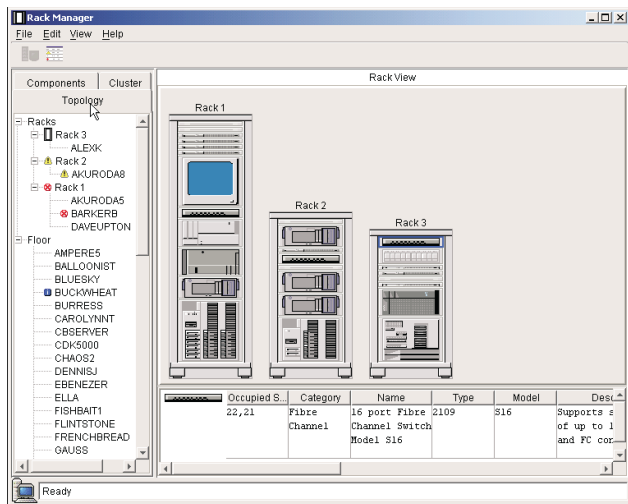 Rack Manager
File Edit View Help
Components Cluster
Topology
Racks
Rack 3
ALEXK
Rack 2
AKURODA8
Rack 1
AKURODA5
BARKERB
DAVEUPTON
Floor
AMPERE5
BALLOONIST
BLUESKY
BUCKWHEAT
BURRESS
CAROLYNNT
CBSERVER
CDK5000
CHAOS2
DENNISJ
EBENEZER
ELLA
FISHBAIT1
FLINTSTONE
FRENCHBREAD
GAUSS
Rack View
Rack 1
Rack 2
Rack 3
Occupied S... Category Name Type Model Desc
22,21 Fibre 16 port Fibre 2109 S16 Supports s
Channel Channel Switch of up to 1
Model S16 and FC cor
Ready